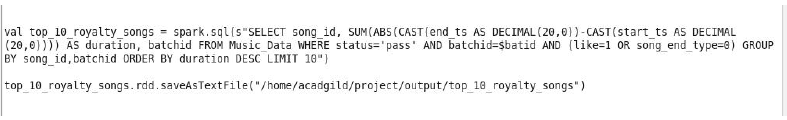 val top_10_royalty_songs = spark.sql(s"SELECT song_id, SUM(ABS(CAST(end_ts AS DECIMAL(20,0))-CAST(start_ts AS DECIMAL
(20,0)))) AS duration, batchid FROM Music_Data WHERE status='pass' AND batchid=$batid AND (like=1 OR song_end_type=0) GROUP
BY song_id,batchid ORDER BY duration DESC LIMIT 10")
top_10_royalty_songs.rdd.saveAsTextFile("/home/acadgild/project/output/top_10_royalty_songs")